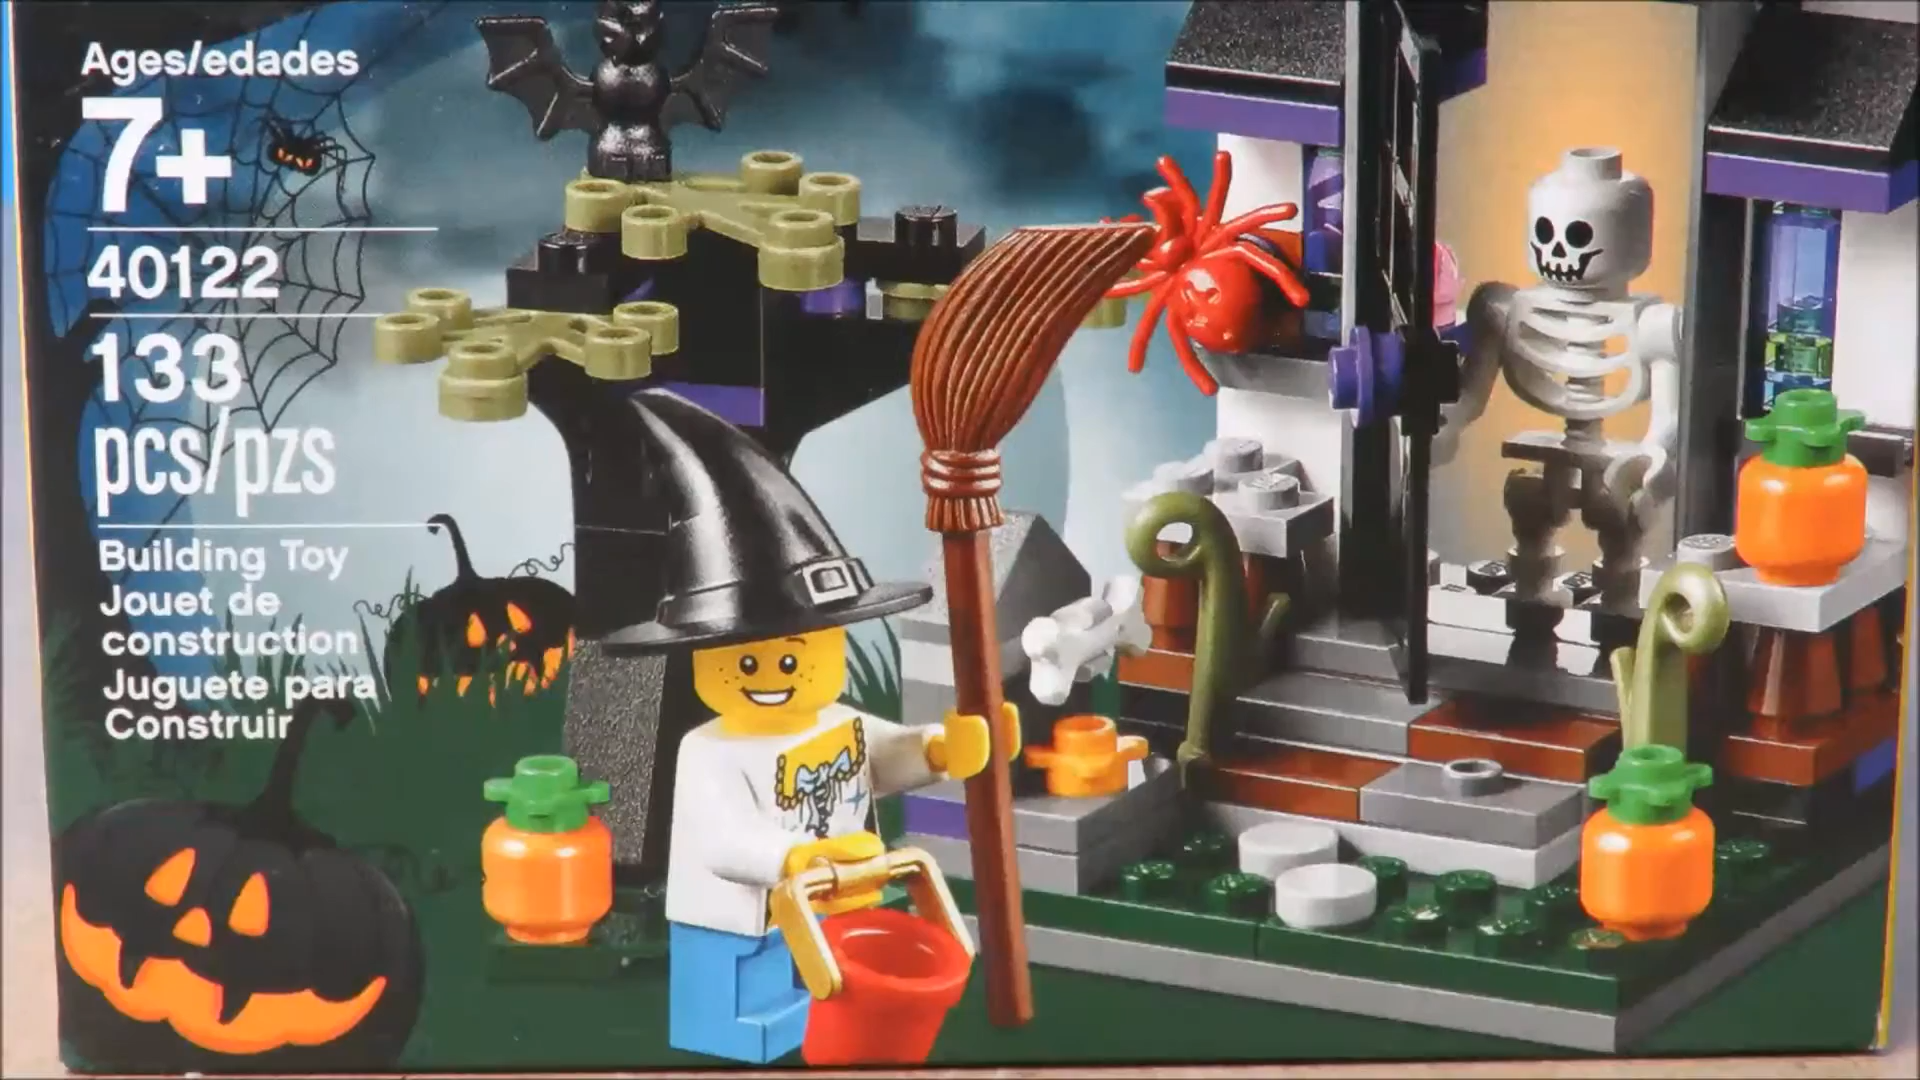 Ages/edades
7+
40122
133
pcs/pzs
Building Toy
Jouet de
construction
Juguete para
Construir